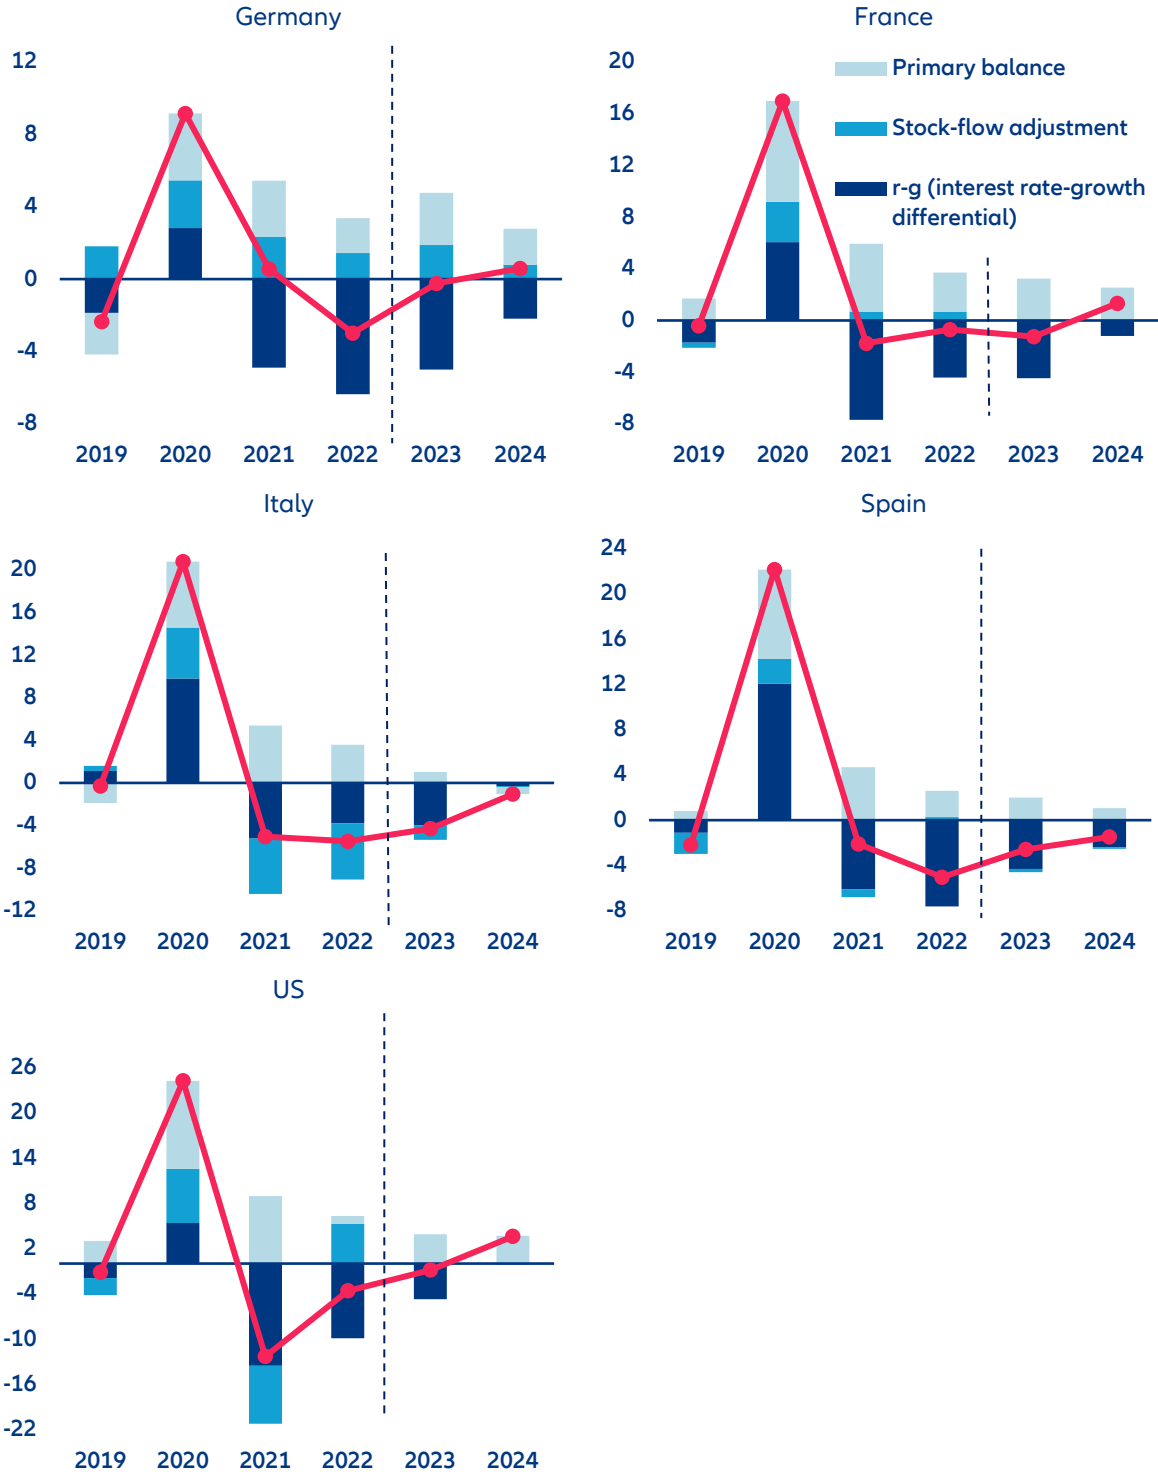 Germany
12
8
4
0
-4
-8
2019 2020 2021 2022 2023 2024
France
20
16
12
8
4
0
-4
-8
Primary balance
Stock-flow adjustment
r-g (interest rate-growth
differential)
2019 2020 2021 2022 2023 2024
Italy
20
16
12
8
4
0
-4
-8
-12
2019 2020 2021 2022 2023 2024
Spain
24
20
16
12
8
4
0
-4
-8
2019 2020 2021 2022 2023 2024
US
26
20
14
8
2
-4
-10
-16
-22
2019 2020 2021 2022 2023 2024